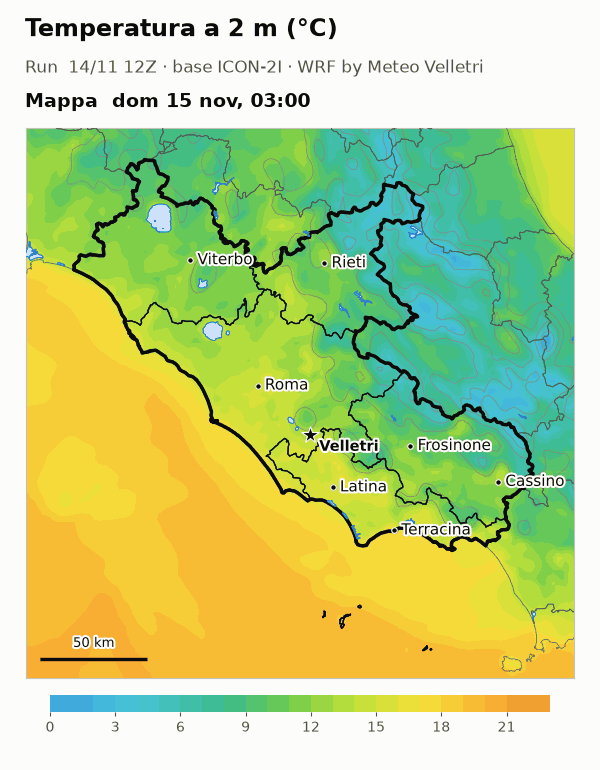 Temperatura a 2 m (°C)
Run  14/11 12Z · base ICON-2I · WRF by Meteo Velletri
Mappa  dom 15 nov, 03:00
Viterbo
Rieti
Roma
Velletri
Frosinone
Cassino
Latina
Terracina
50 km
0 3 6 9 12 15 18 21